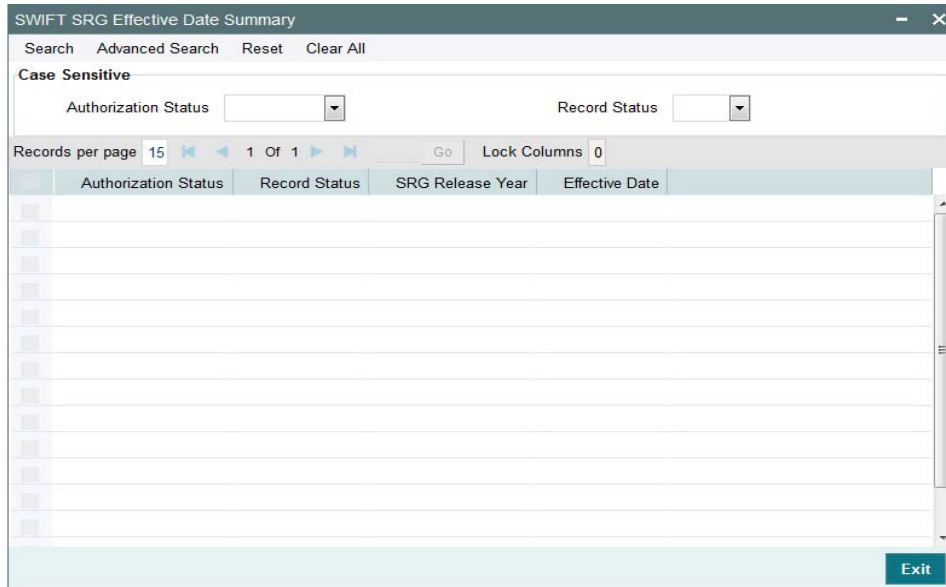 SWIFT SRG Effective Date Summary
Search Advanced Search Reset Clear All
Case Sensitive
Authorization Status Record Status
Records per page 15 1 Of 1 Go Lock Columns 0
Authorization Status Record Status SRG Release Year Effective Date
Exit